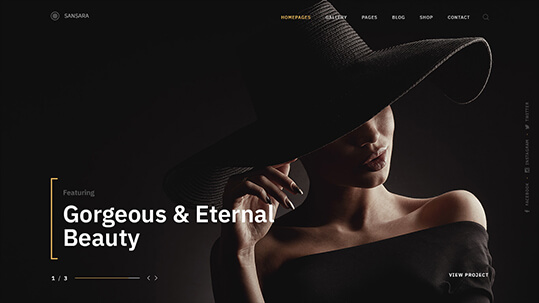 SANSARA
HOMEPAGES GALLERY PAGES BLOG SHOP CONTACT
TWITTER
INSTAGRAM
FACEBOOK
Featuring
Gorgeous & Eternal
Beauty
1 / 3
VIEW PROJECT